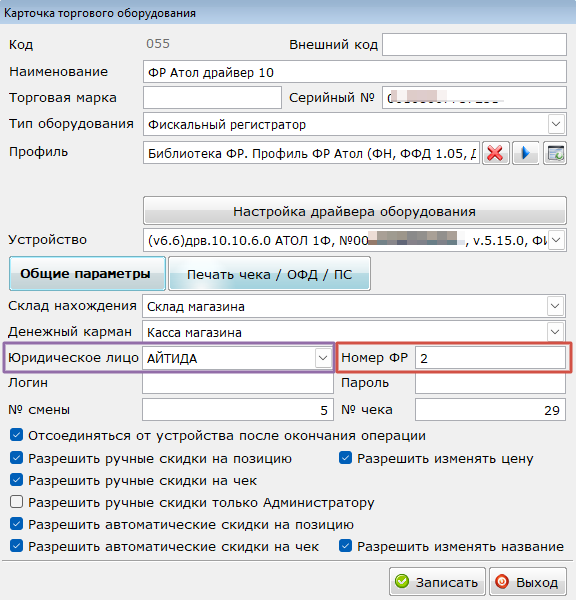 Карточка торгового оборудования
Код 055 Внешний код
Наименование ФР Атол драйвер 10
Торговая марка Серийный №
Тип оборудования Фискальный регистратор
Профиль Библиотека ФР. Профиль ФР Атол (ФН, ФФД 1.05, Д
Настройка драйвера оборудования
Устройство (v6.6)дрв.10.10.6.0 АТОЛ 1Ф, №00 , v.5.15.0, ФИ
Общие параметры Печать чека / ОФД / ПС
Склад нахождения Склад магазина
Денежный карман Касса магазина
Юридическое лицо АЙТИДА Номер ФР 2
Логин Пароль
№ смены 5 № чека 29
Отсоединяться от устройства после окончания операции
Разрешить ручные скидки на позицию Разрешить изменять цену
Разрешить ручные скидки на чек
Разрешить ручные скидки только Администратору
Разрешить автоматические скидки на позицию
Разрешить автоматические скидки на чек Разрешить изменять название
Записать Выход